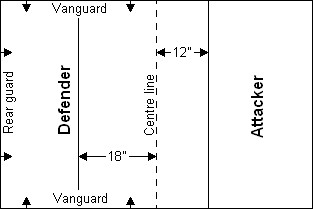 Vanguard
12"
Rear guard
Defender
Centre line
Attacker
18"
Vanguard